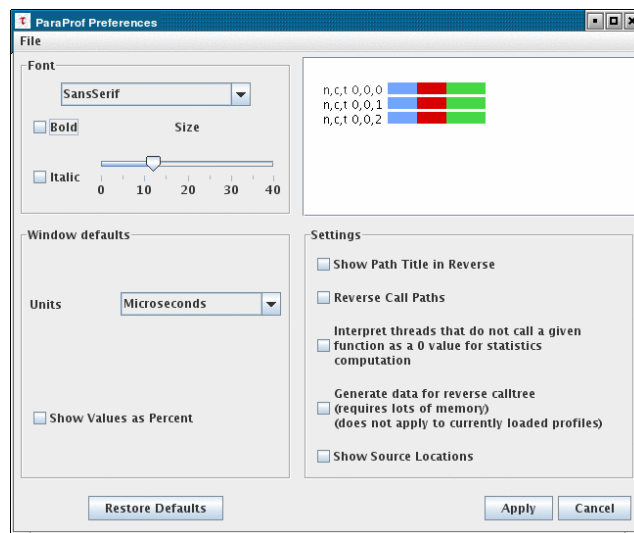 ParaProf Preferences
File
Font
SansSerif
Bold
Size
Italic
0 10 20 30 40
n,c,t 0,0,0
n,c,t 0,0,1
n,c,t 0,0,2
Window defaults
Units
Microseconds
Show Values as Percent
Settings
Show Path Title in Reverse
Reverse Call Paths
Interpret threads that do not call a given
function as a 0 value for statistics
computation
Generate data for reverse calltree
(requires lots of memory)
(does not apply to currently loaded profiles)
Show Source Locations
Restore Defaults
Apply
Cancel